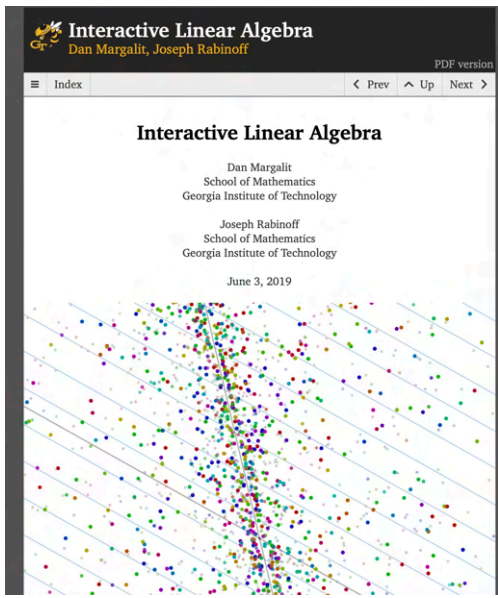 Interactive Linear Algebra
Dan Margalit, Joseph Rabinoff
PDF version
Index
Prev
Up
Next
Interactive Linear Algebra
Dan Margalit
School of Mathematics
Georgia Institute of Technology
Joseph Rabinoff
School of Mathematics
Georgia Institute of Technology
June 3, 2019